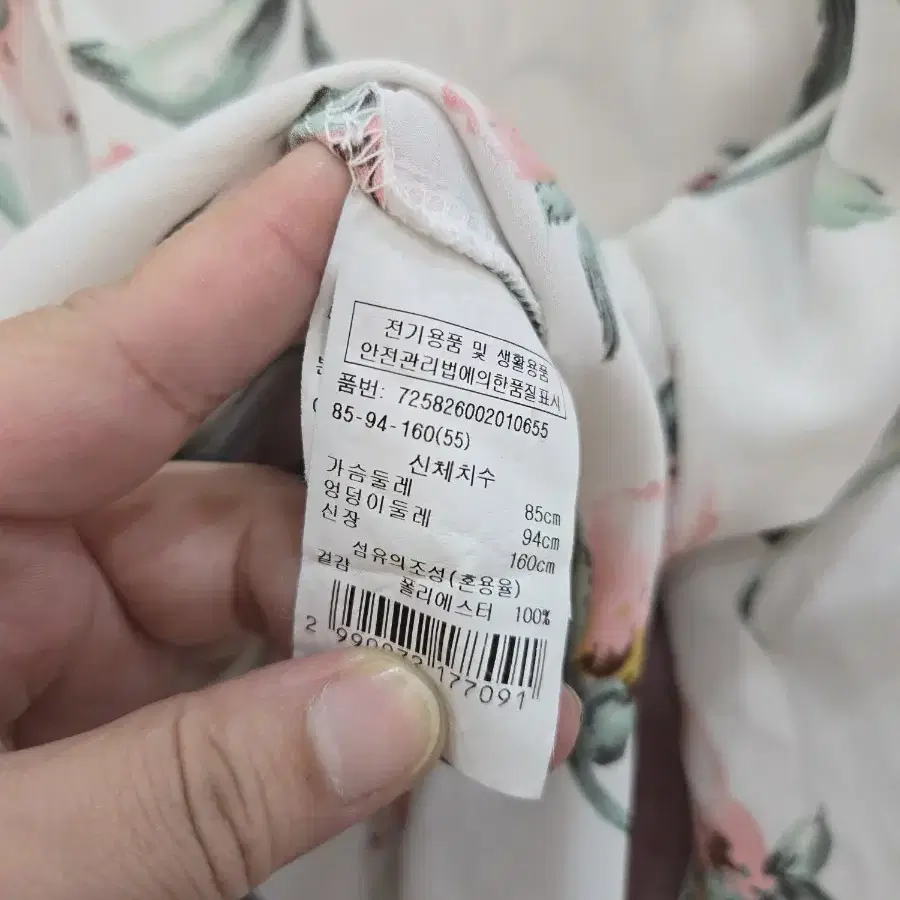 전기용품 및 생활용품
안전관리법에의한품질표시
품번: 725826002010655
85-94-160(55)
신체치수
가슴둘레 85cm
엉덩이둘레 94cm
신장 160cm
섬유의조성(혼용율)
겉감 폴리에스터 100%